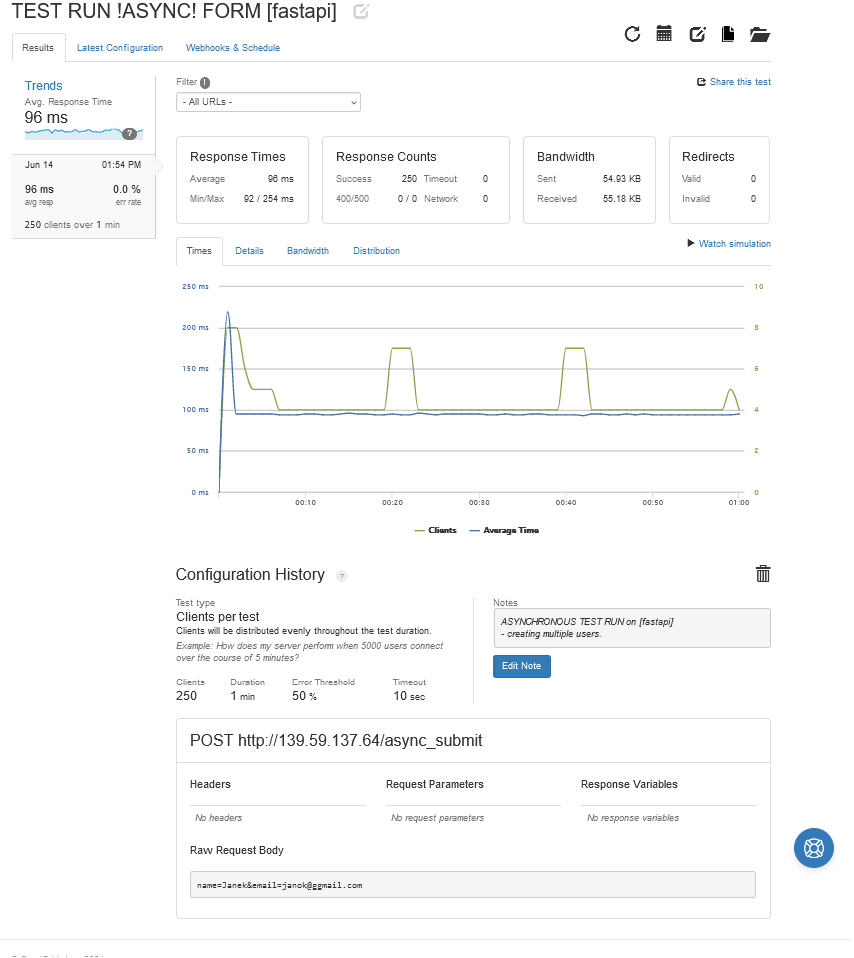 TEST RUN !ASYNC! FORM [fastapi]
Results
Latest Configuration
Webhooks & Schedule
Trends
Avg. Response Time
96 ms
?
Jun 14
01:54 PM
96 ms
0.0 %
avg resp
err rate
250 clients over 1 min
Filter !
- All URLs -
Share this test
Response Times
Average 96 ms
Min/Max 92 / 254 ms
Response Counts
Success 250 Timeout 0
400/500 0 / 0 Network 0
Bandwidth
Sent 54.93 KB
Received 55.18 KB
Redirects
Valid 0
Invalid 0
Times
Details
Bandwidth
Distribution
Watch simulation
250 ms 10
200 ms 8
150 ms 6
100 ms 4
50 ms 2
0 ms 0
00:10 00:20 00:30 00:40 00:50 01:00
Clients Average Time
Configuration History ?
Test type
Clients per test
Clients will be distributed evenly throughout the test duration.
Example: How does my server perform when 5000 users connect
over the course of 5 minutes?
Clients Duration Error Threshold Timeout
250 1 min 50 % 10 sec
Notes
ASYNCHRONOUS TEST RUN on [fastapi]
- creating multiple users.
Edit Note
POST http://139.59.137.64/async_submit
Headers Request Parameters Response Variables
No headers No request parameters No response variables
Raw Request Body
name=Janek&email=janok@ggmail.com